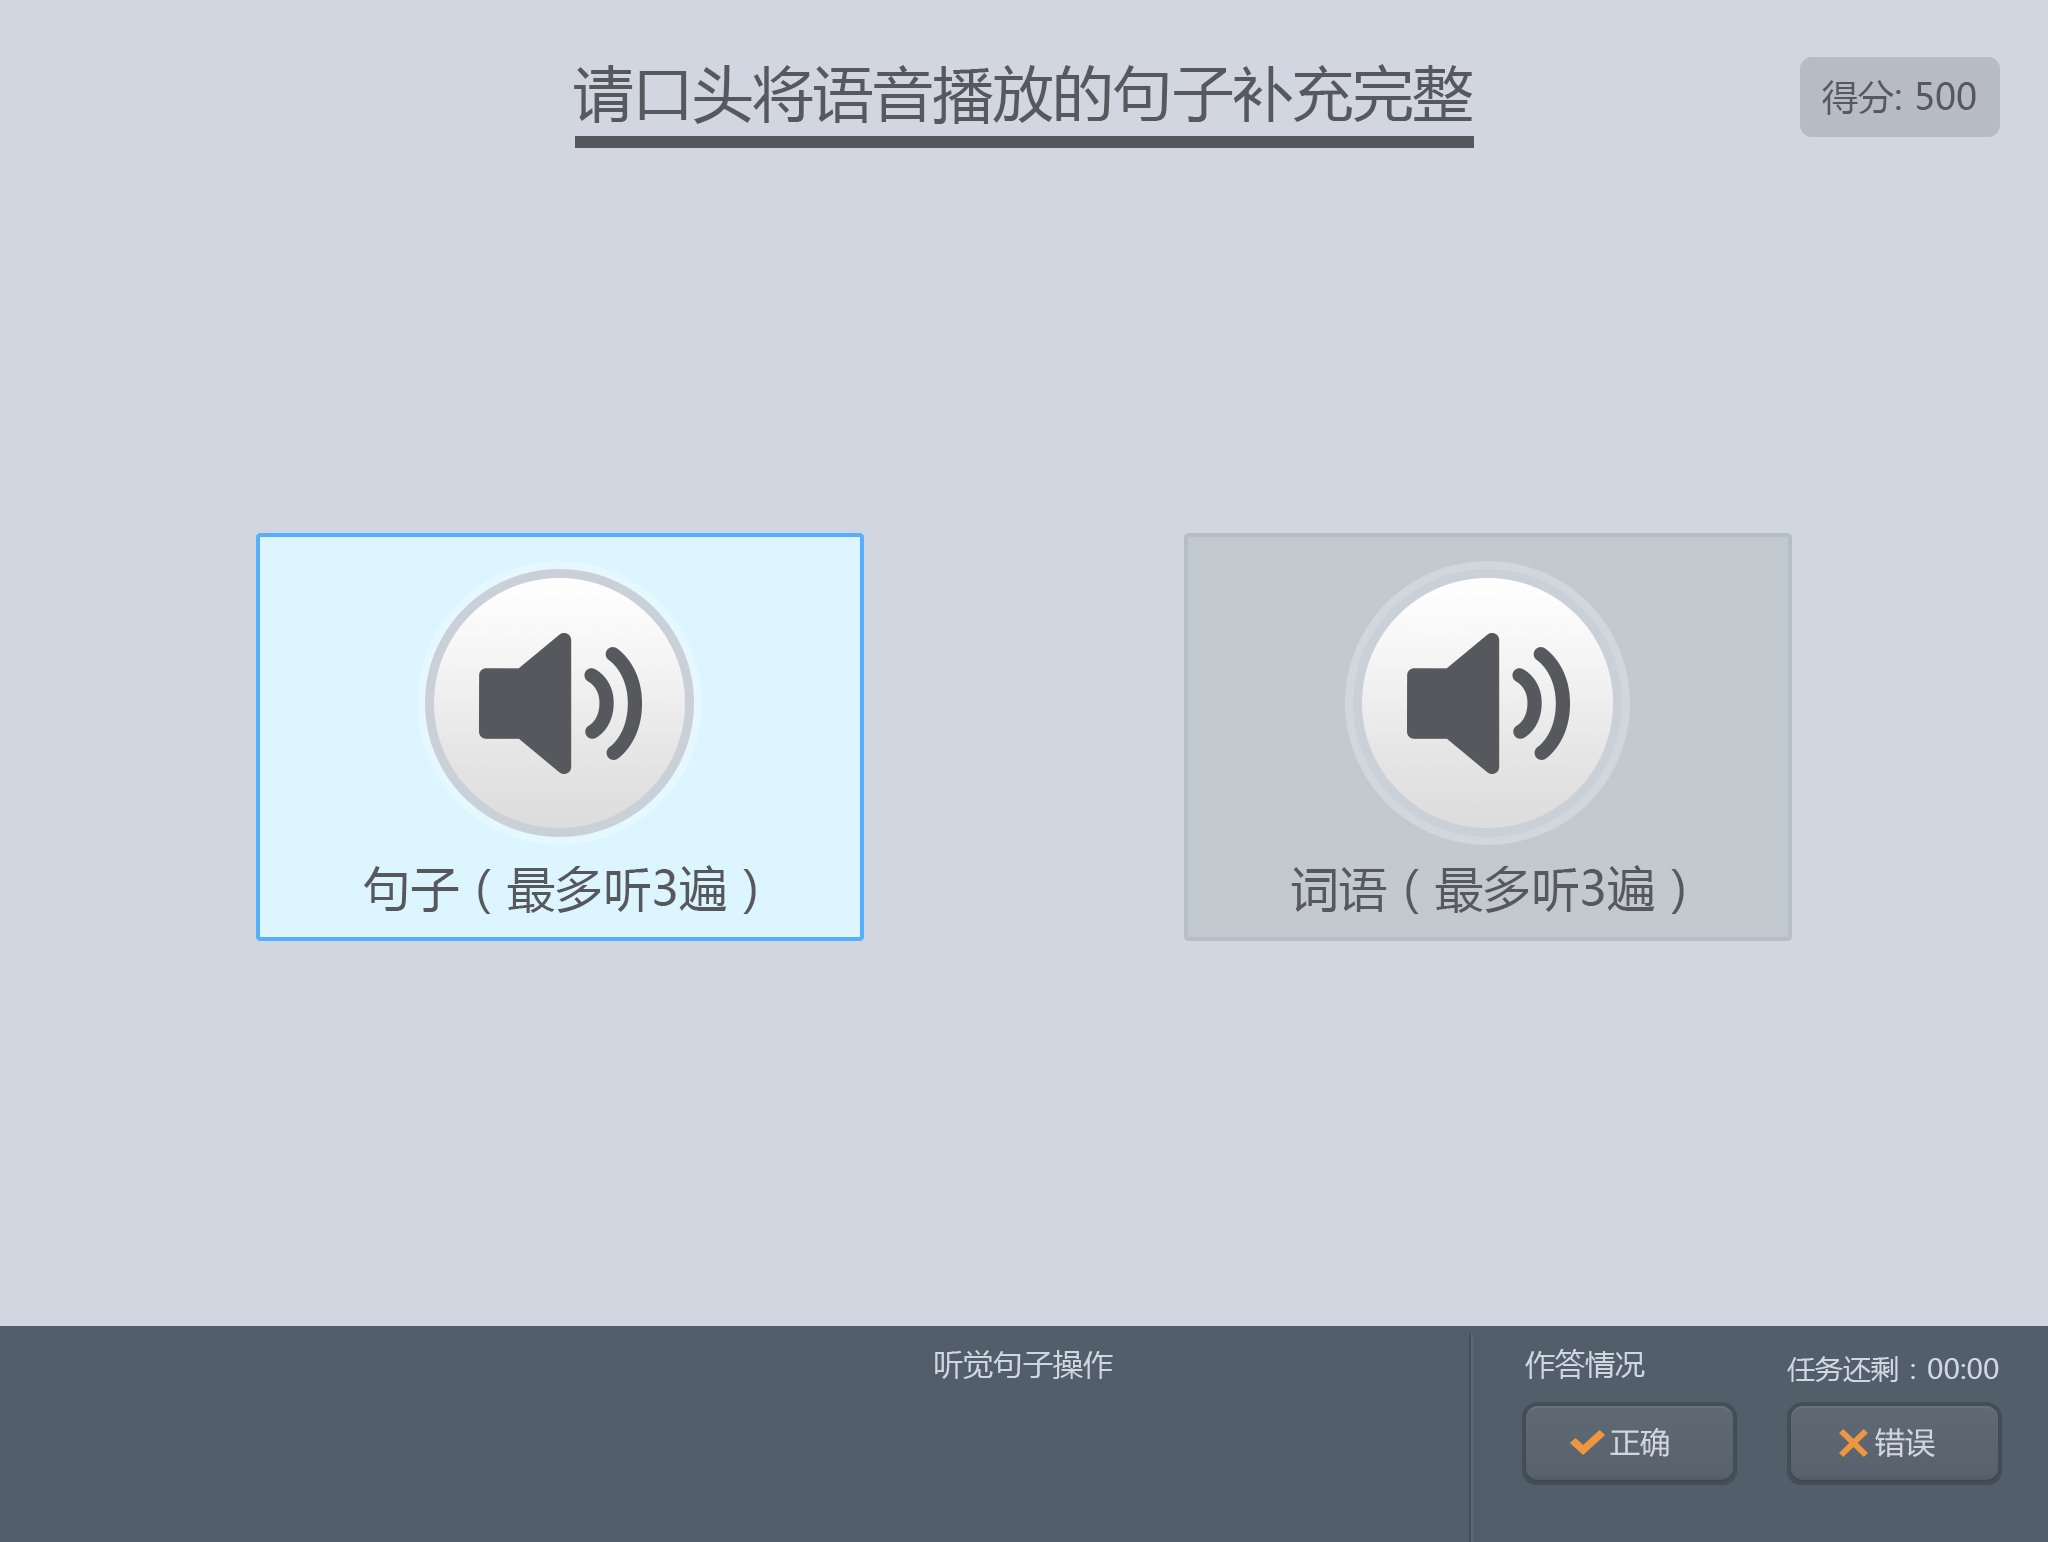 请口头将语音播放的句子补充完整
得分: 500
句子（最多听3遍）
词语（最多听3遍）
听觉句子操作
作答情况
任务还剩：00:00
正确
错误